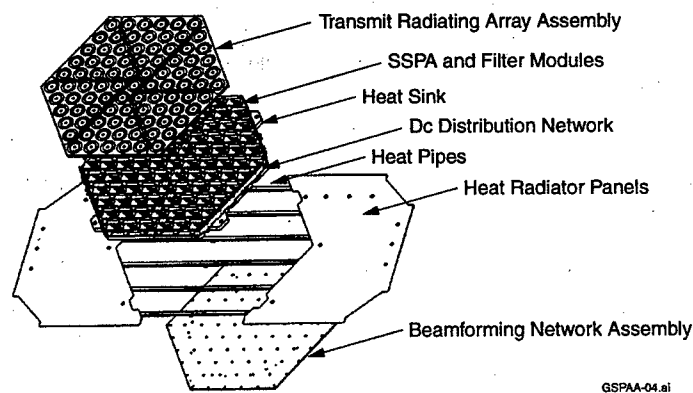 Transmit Radiating Array Assembly
SSPA and Filter Modules
Heat Sink
Dc Distribution Network
Heat Pipes
Heat Radiator Panels
Beamforming Network Assembly
GSPAA-04.ai